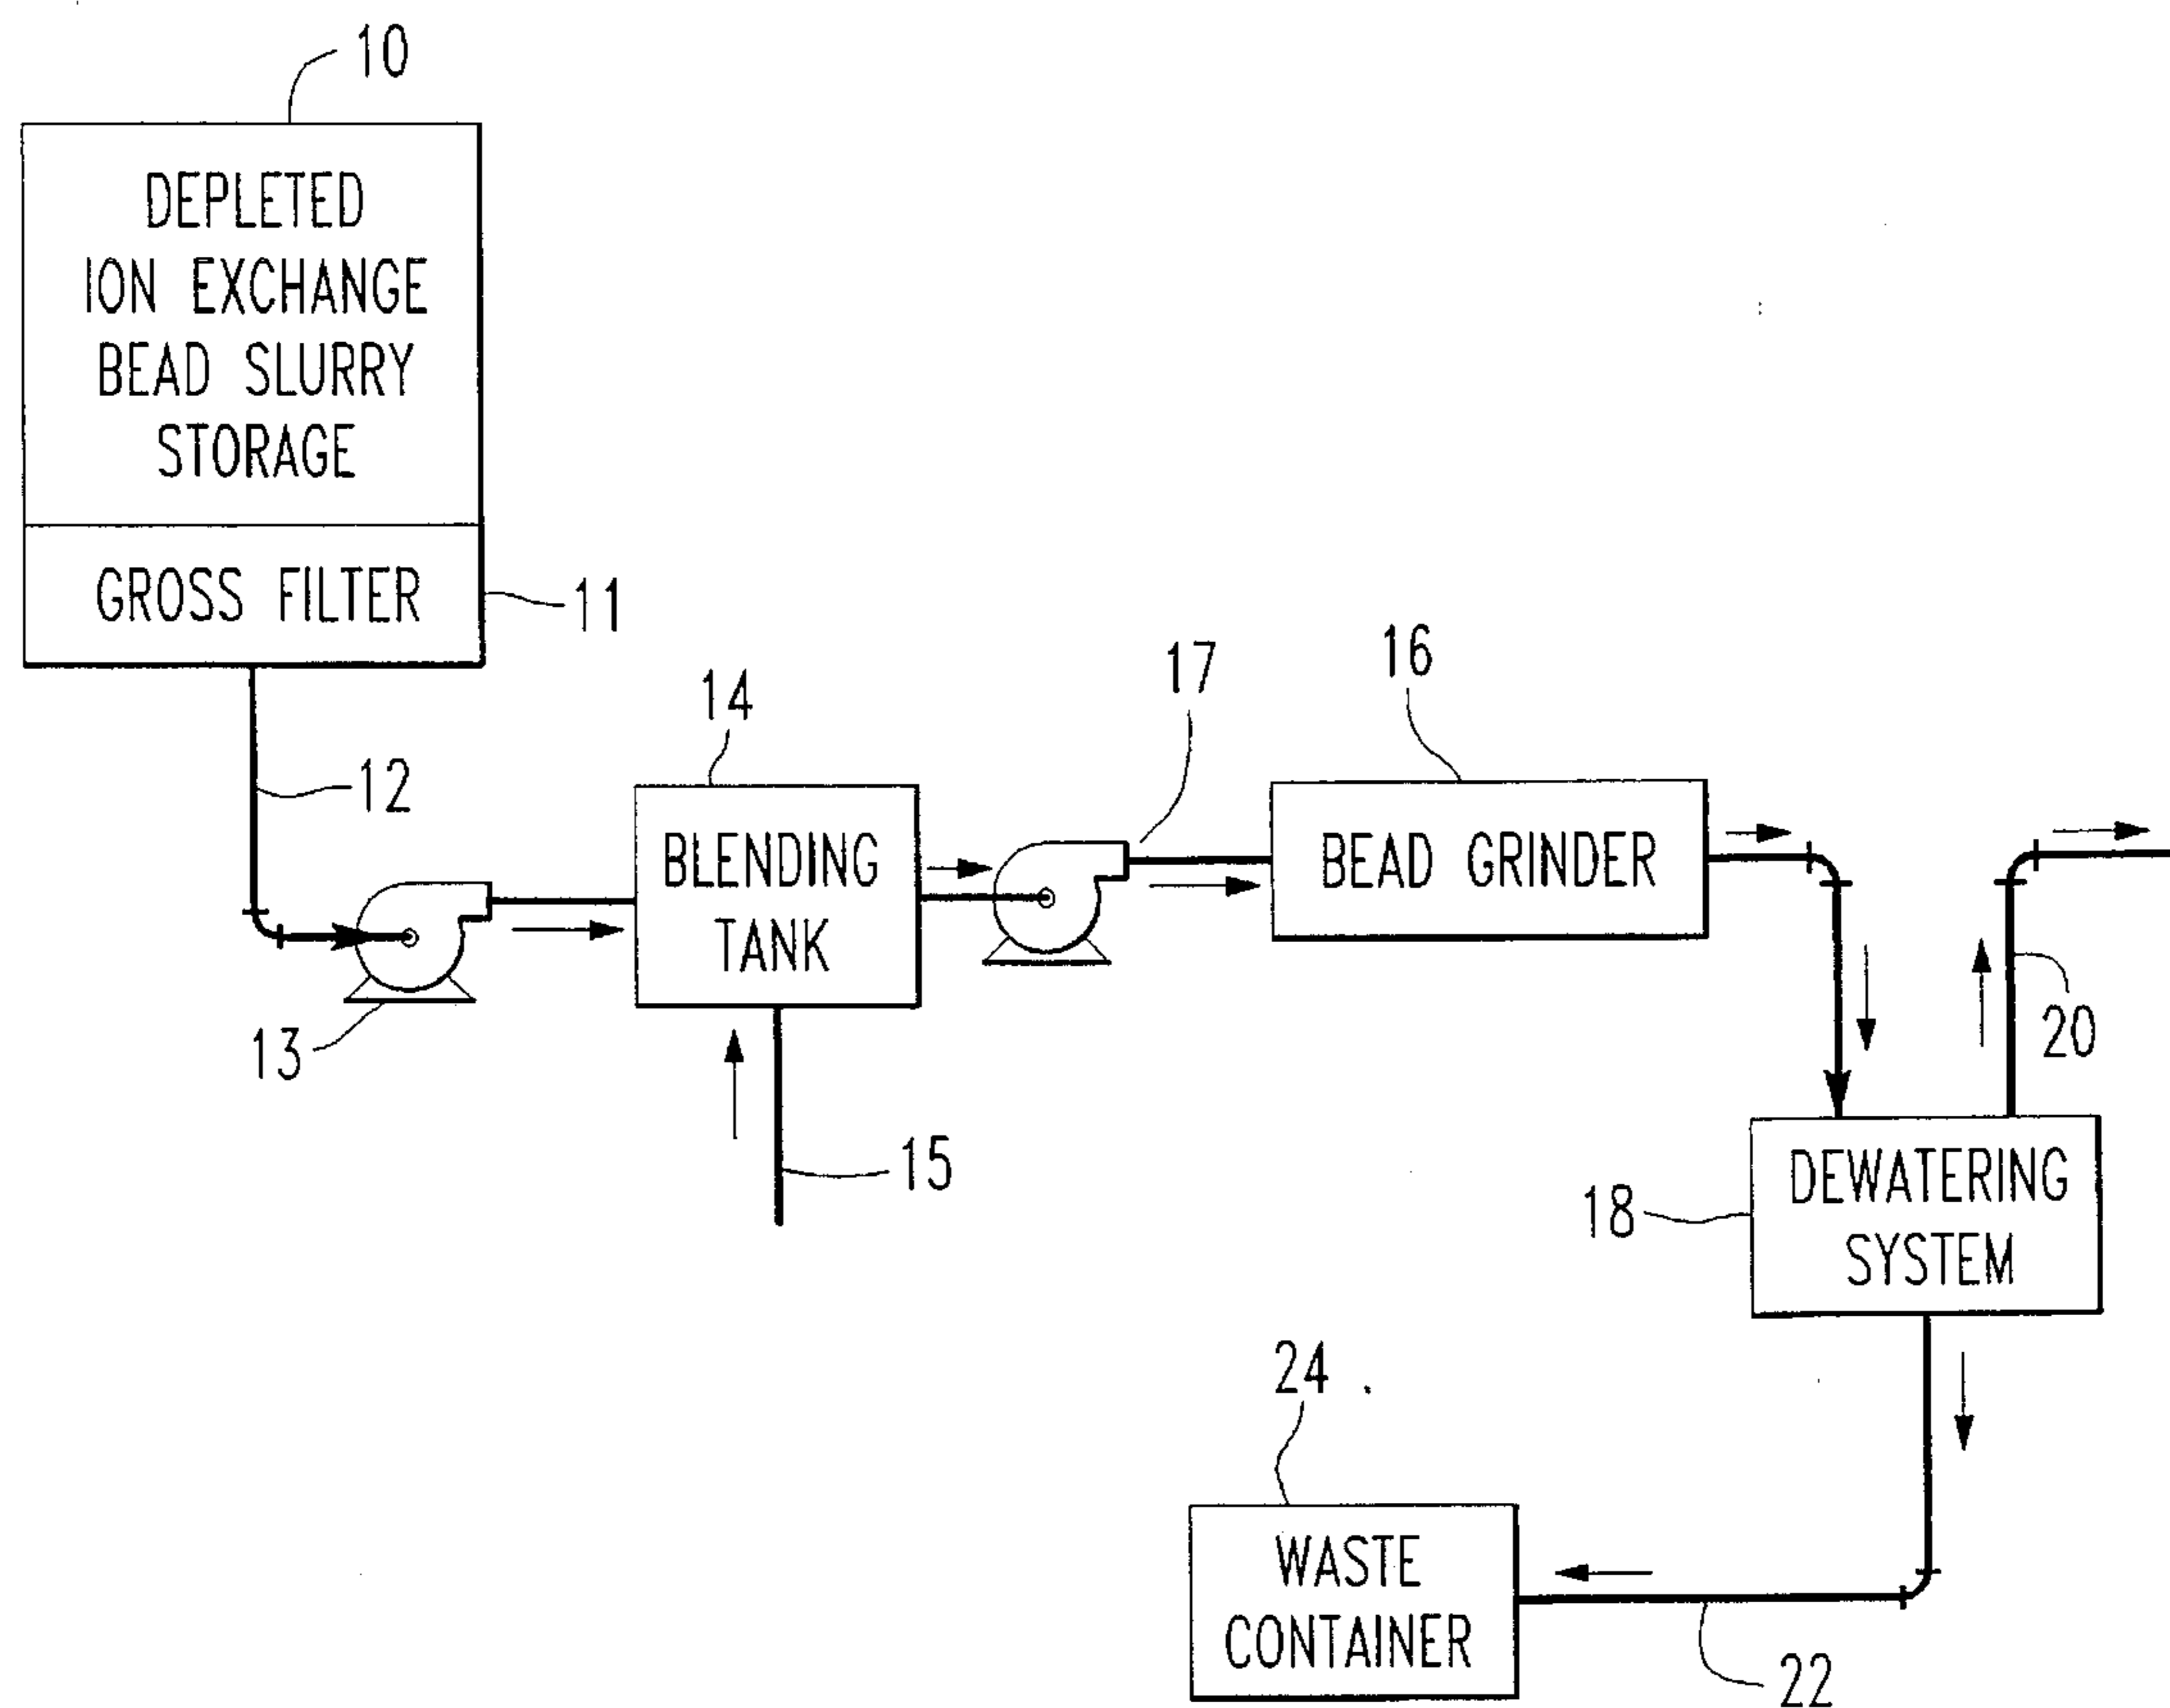 10
DEPLETED
ION EXCHANGE
BEAD SLURRY
STORAGE
GROSS FILTER
11
12
13
14
BLENDING
TANK
15
17
16
BEAD GRINDER
20
18
DEWATERING
SYSTEM
24
WASTE
CONTAINER
22